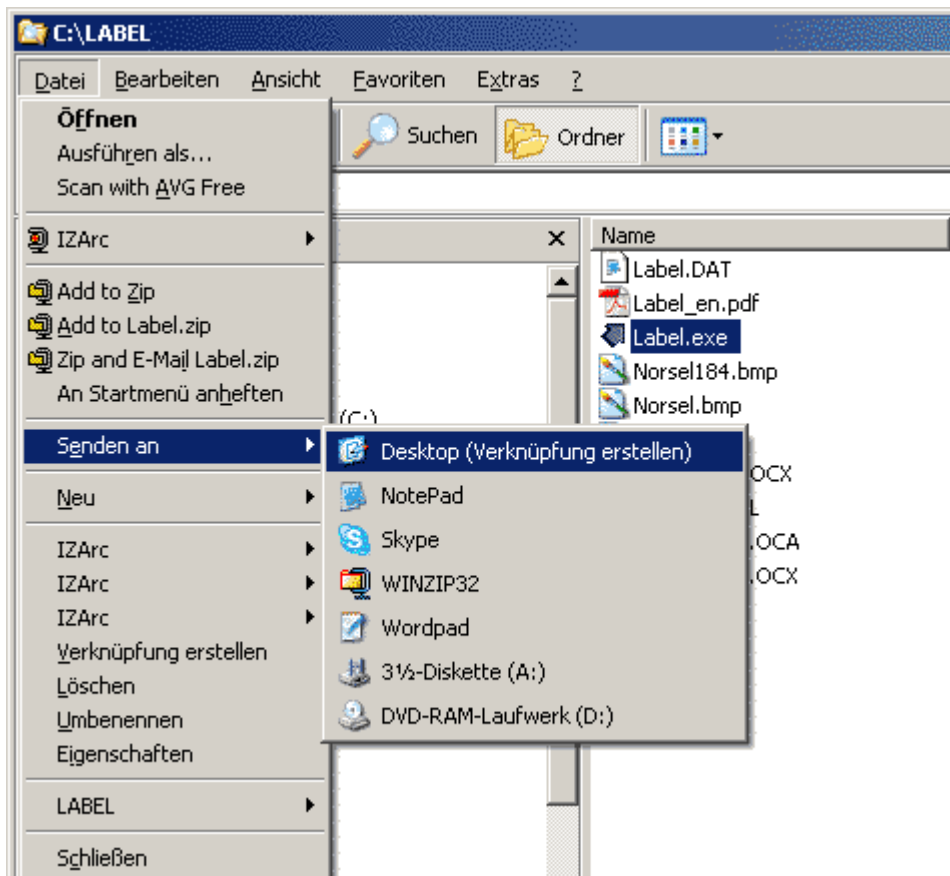 C:\LABEL
Datei Bearbeiten Ansicht Favoriten Extras ?
Suchen Ordner
Öffnen
Ausführen als...
Scan with AVG Free
IZArc
Add to Zip
Add to Label.zip
Zip and E-Mail Label.zip
An Startmenü anheften
Senden an
Neu
IZArc
IZArc
IZArc
Verknüpfung erstellen
Löschen
Umbenennen
Eigenschaften
LABEL
Schließen
(C:)
Desktop (Verknüpfung erstellen)
NotePad
Skype
WINZIP32
Wordpad
3½-Diskette (A:)
DVD-RAM-Laufwerk (D:)
Name
Label.DAT
Label_en.pdf
Label.exe
Norsel184.bmp
Norsel.bmp
OCX
L
.OCA
.OCX